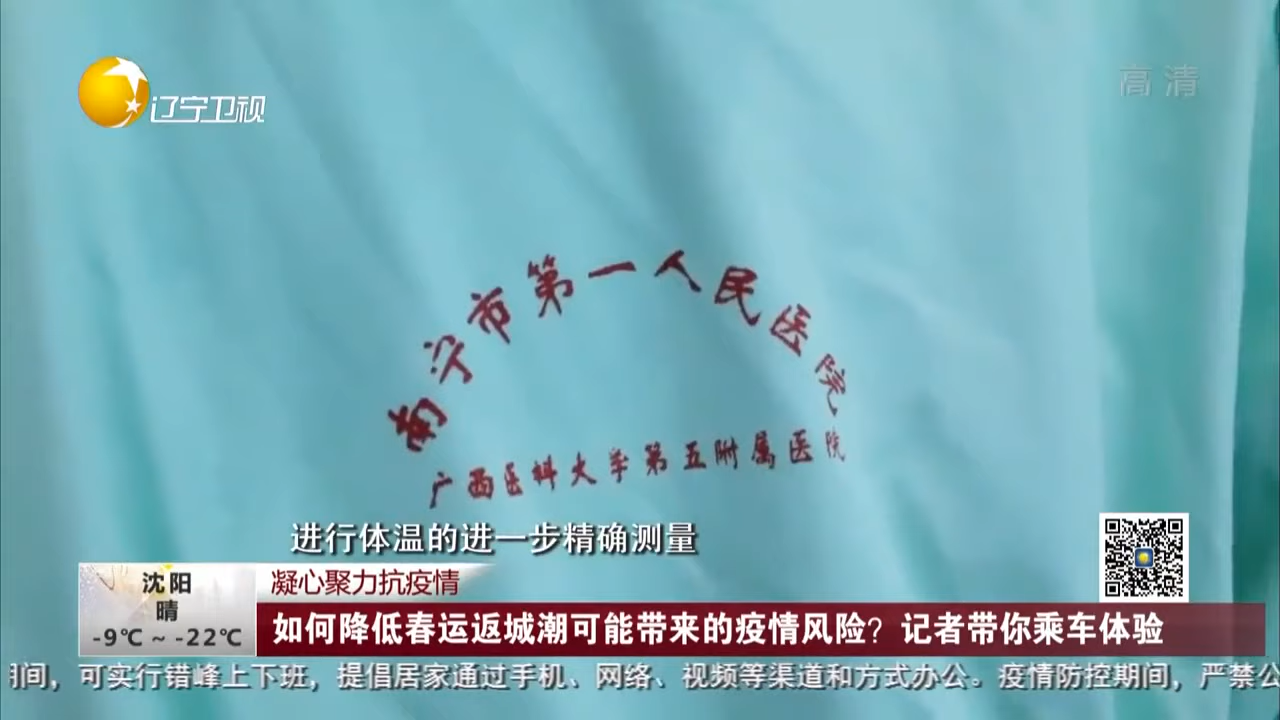 辽宁卫视
高清
南宁市第一人民医院
广西医科大学第五附属医院
进行体温的进一步精确测量
沈阳
晴
-9℃～-22℃
凝心聚力抗疫情
如何降低春运返城潮可能带来的疫情风险？记者带你乘车体验
期间，可实行错峰上下班，提倡居家通过手机、网络、视频等渠道和方式办公。疫情防控期间，严禁公